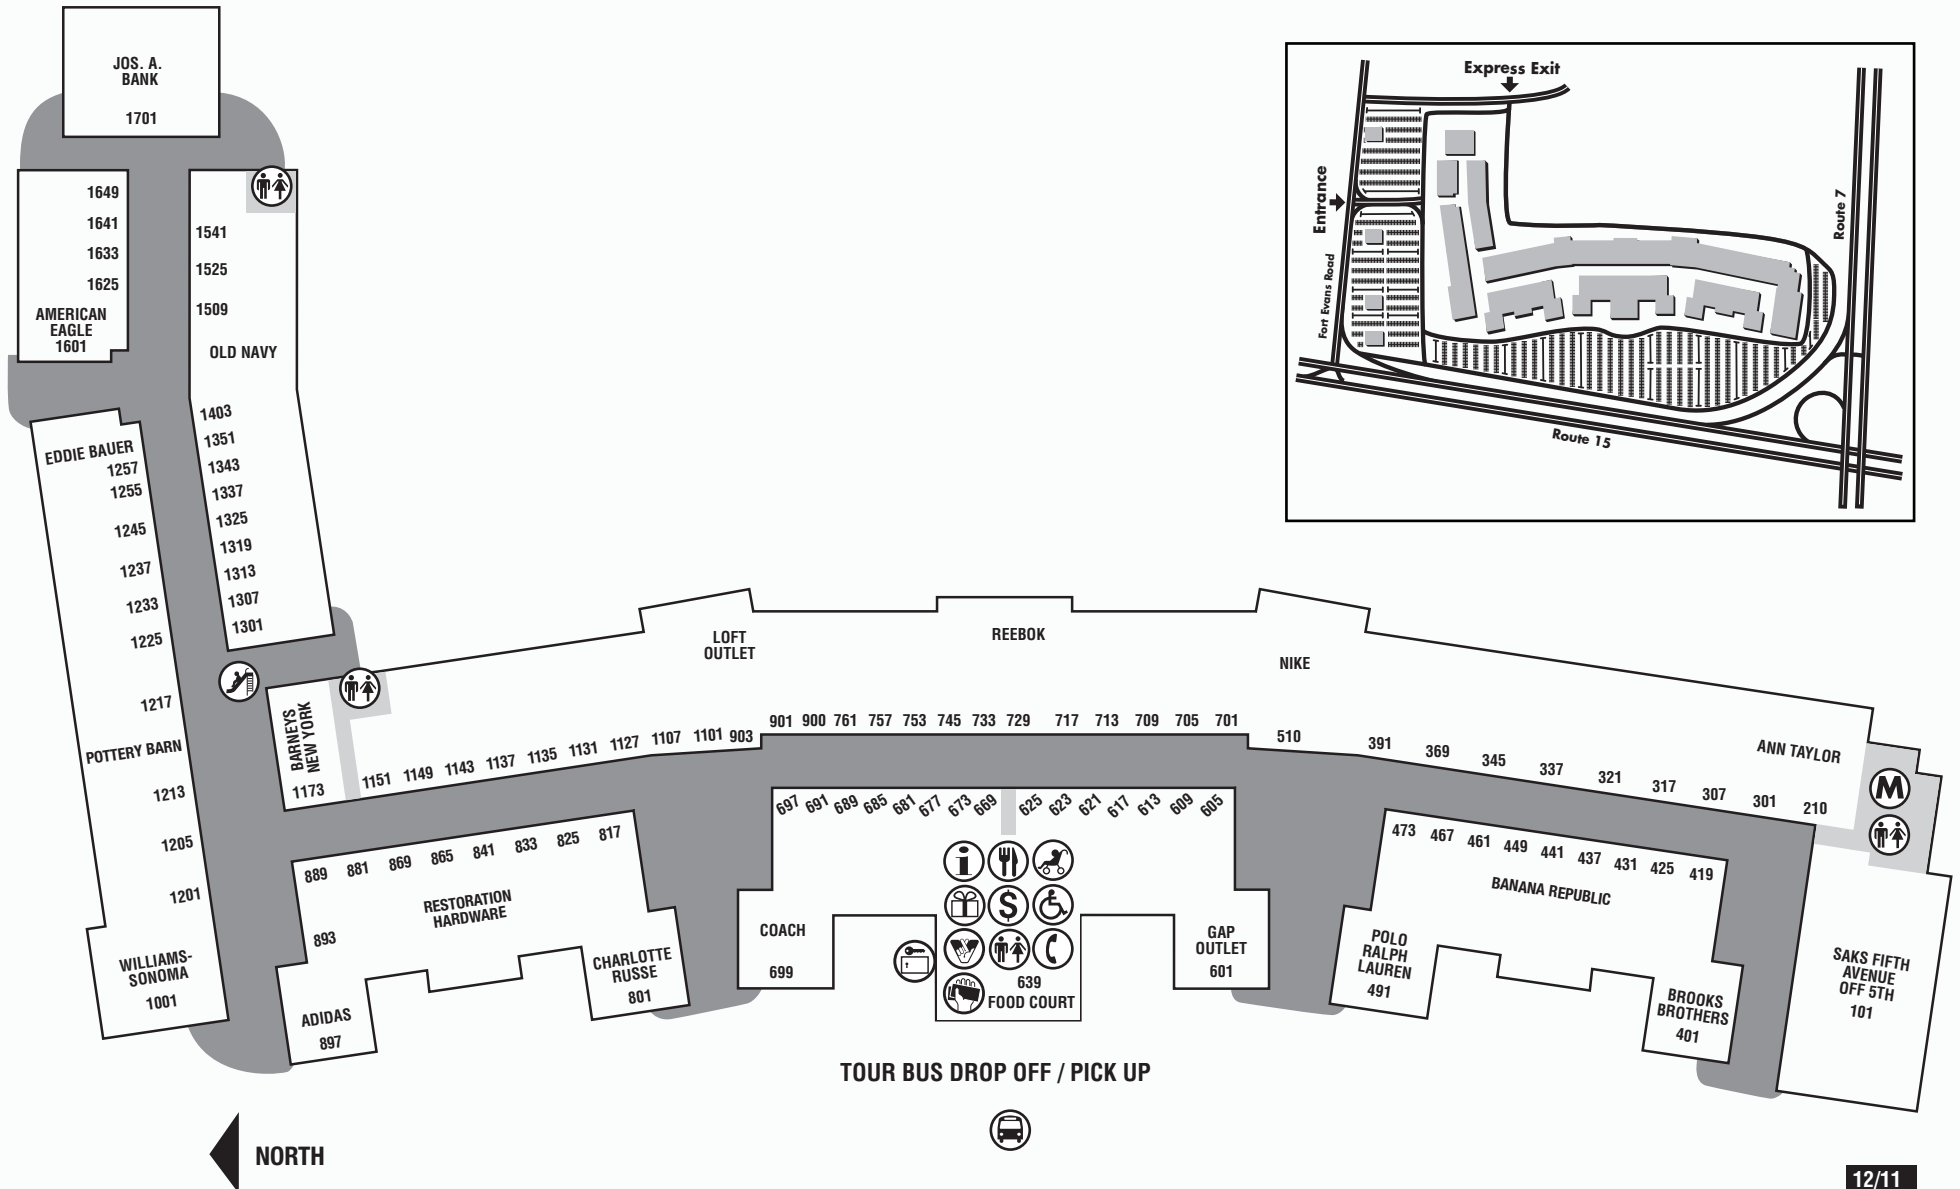 JOS. A.
BANK
1701
1649
1641
1633
1625
AMERICAN
EAGLE
1601
1541
1525
1509
OLD NAVY
1403
1351
1343
1337
1325
1319
1313
1307
1301
EDDIE BAUER
1257
1255
1245
1237
1233
1225
1217
POTTERY BARN
1213
1205
1201
WILLIAMS-
SONOMA
1001
BARNEYS
NEW YORK
1173
1151 1149 1143 1137 1135 1131 1127 1107 1101 903
LOFT
OUTLET
REEBOK
NIKE
901 900 761 757 753 745 733 729 717 713 709 705 701
510 391 369 345 337 321 317 307 301 210
ANN TAYLOR
M
889 881 869 865 841 833 825 817
RESTORATION
HARDWARE
893
ADIDAS
897
CHARLOTTE
RUSSE
801
697 691 689 685 681 677 673 669 625 623 621 617 613 609 605
COACH
699
i
$
639
FOOD COURT
GAP
OUTLET
601
473 467 461 449 441 437 431 425 419
BANANA REPUBLIC
POLO
RALPH
LAUREN
491
BROOKS
BROTHERS
401
SAKS FIFTH
AVENUE
OFF 5TH
101
TOUR BUS DROP OFF / PICK UP
NORTH
12/11
Express Exit
Entrance
Fort Evans Road
Route 7
Route 15